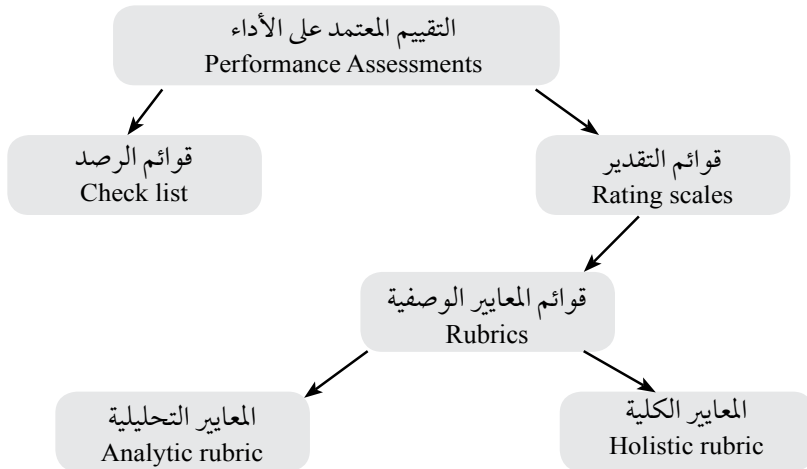 التقييم المعتمد على الأداء
Performance Assessments
قوائم التقدير
Rating scales
قوائم الرصد
Check list
قوائم المعايير الوصفية
Rubrics
المعايير الكلية
Holistic rubric
المعايير التحليلية
Analytic rubric